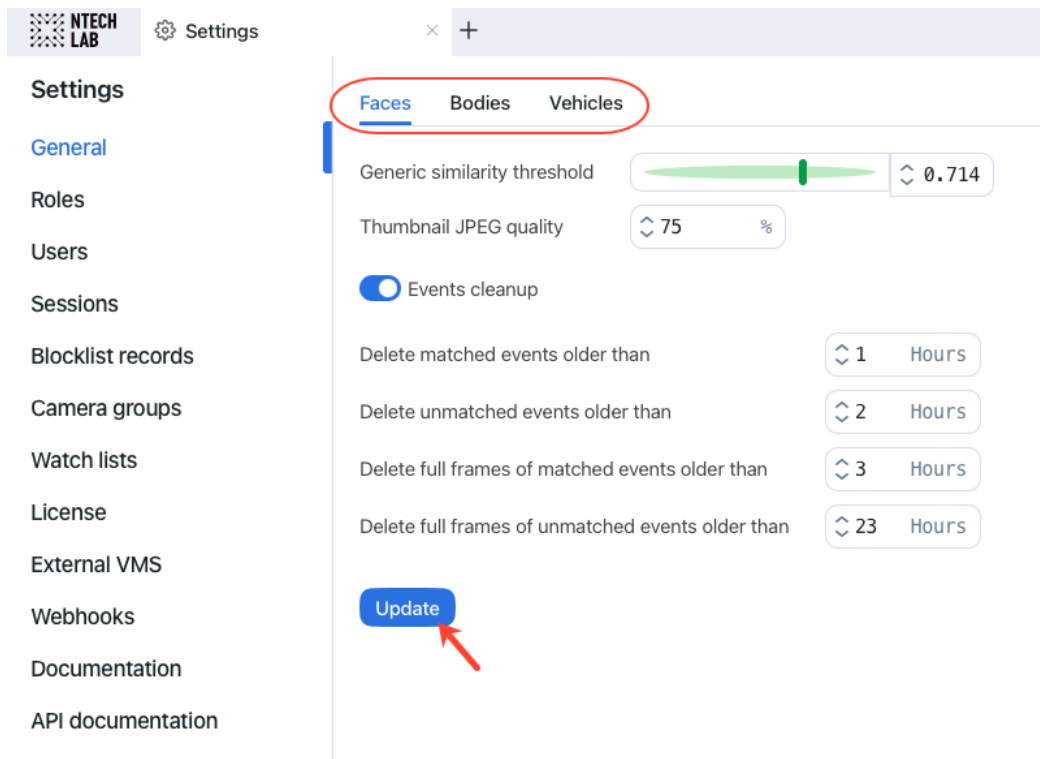 NTECH
LAB
Settings
Settings
General
Roles
Users
Sessions
Blocklist records
Camera groups
Watch lists
License
External VMS
Webhooks
Documentation
API documentation
Faces Bodies Vehicles
Generic similarity threshold 0.714
Thumbnail JPEG quality 75 %
Events cleanup
Delete matched events older than 1 Hours
Delete unmatched events older than 2 Hours
Delete full frames of matched events older than 3 Hours
Delete full frames of unmatched events older than 23 Hours
Update